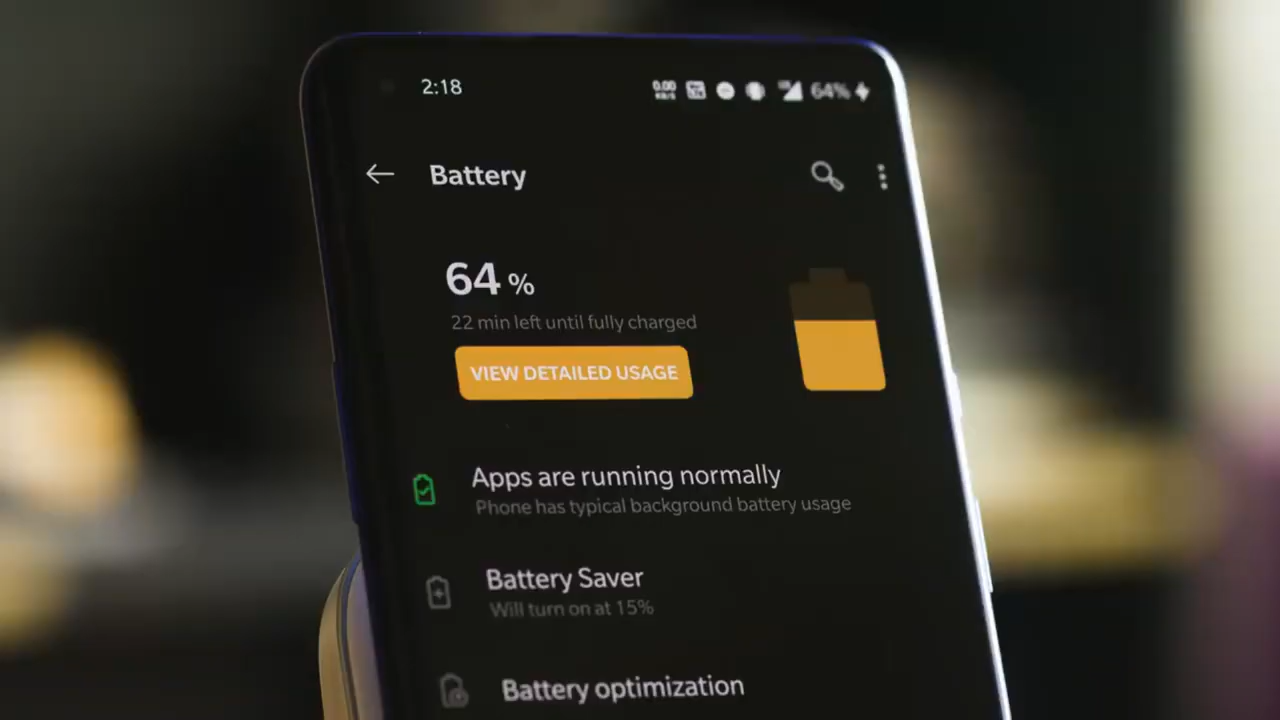 2:18
64%
Battery
64 %
22 min left until fully charged
VIEW DETAILED USAGE
Apps are running normally
Phone has typical background battery usage
Battery Saver
Will turn on at 15%
Battery optimization